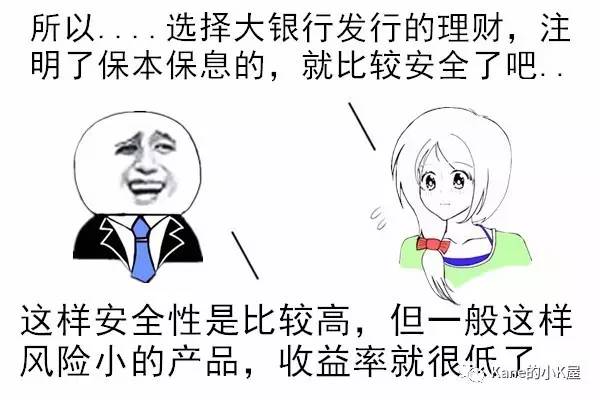 所以....选择大银行发行的理财，注
明了保本保息的，就比较安全了吧..
这样安全性是比较高，但一般这样
风险小的产品，收益率就很低了
Kane的小K屋